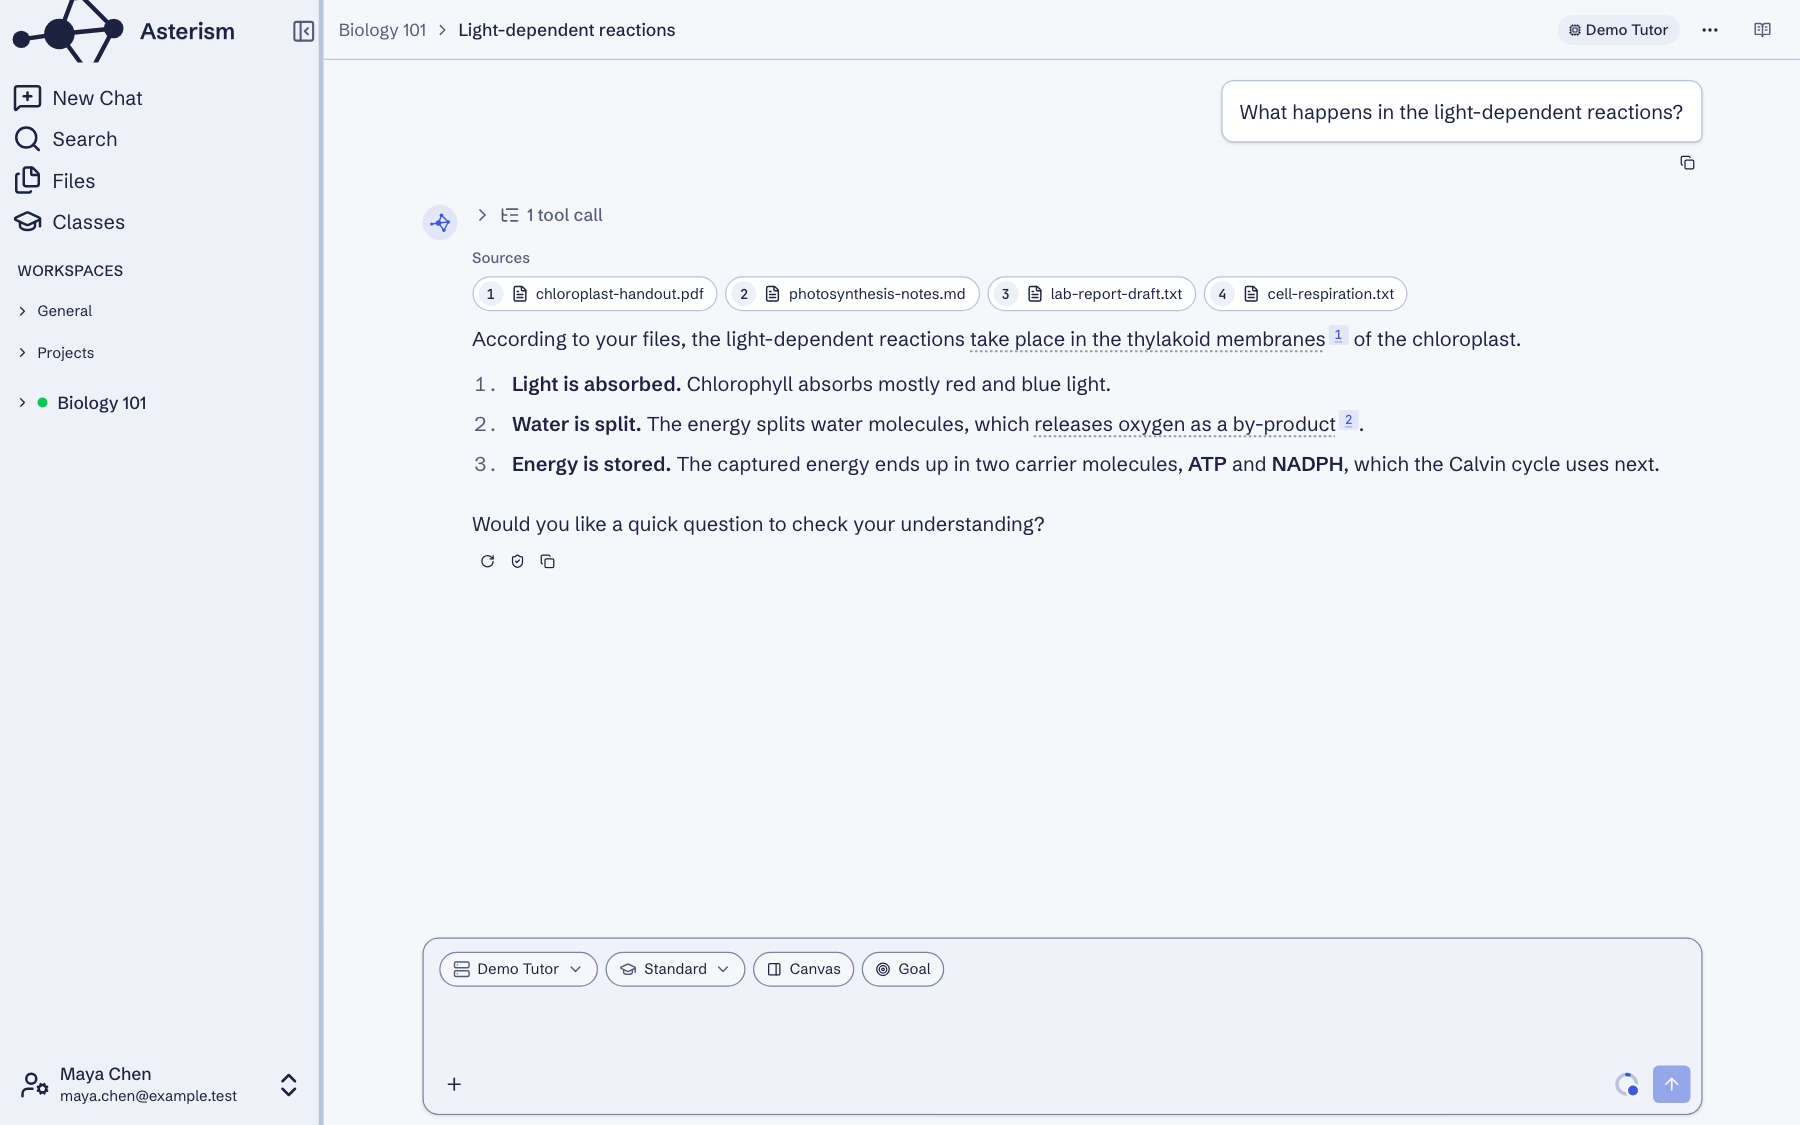 Asterism
New Chat
Search
Files
Classes
WORKSPACES
General
Projects
Biology 101
Maya Chen
maya.chen@example.test
Biology 101 > Light-dependent reactions
Demo Tutor
What happens in the light-dependent reactions?
1 tool call
Sources
1 chloroplast-handout.pdf 2 photosynthesis-notes.md 3 lab-report-draft.txt 4 cell-respiration.txt
According to your files, the light-dependent reactions take place in the thylakoid membranes 1 of the chloroplast.
1. Light is absorbed. Chlorophyll absorbs mostly red and blue light.
2. Water is split. The energy splits water molecules, which releases oxygen as a by-product 2.
3. Energy is stored. The captured energy ends up in two carrier molecules, ATP and NADPH, which the Calvin cycle uses next.
Would you like a quick question to check your understanding?
Demo Tutor Standard Canvas Goal